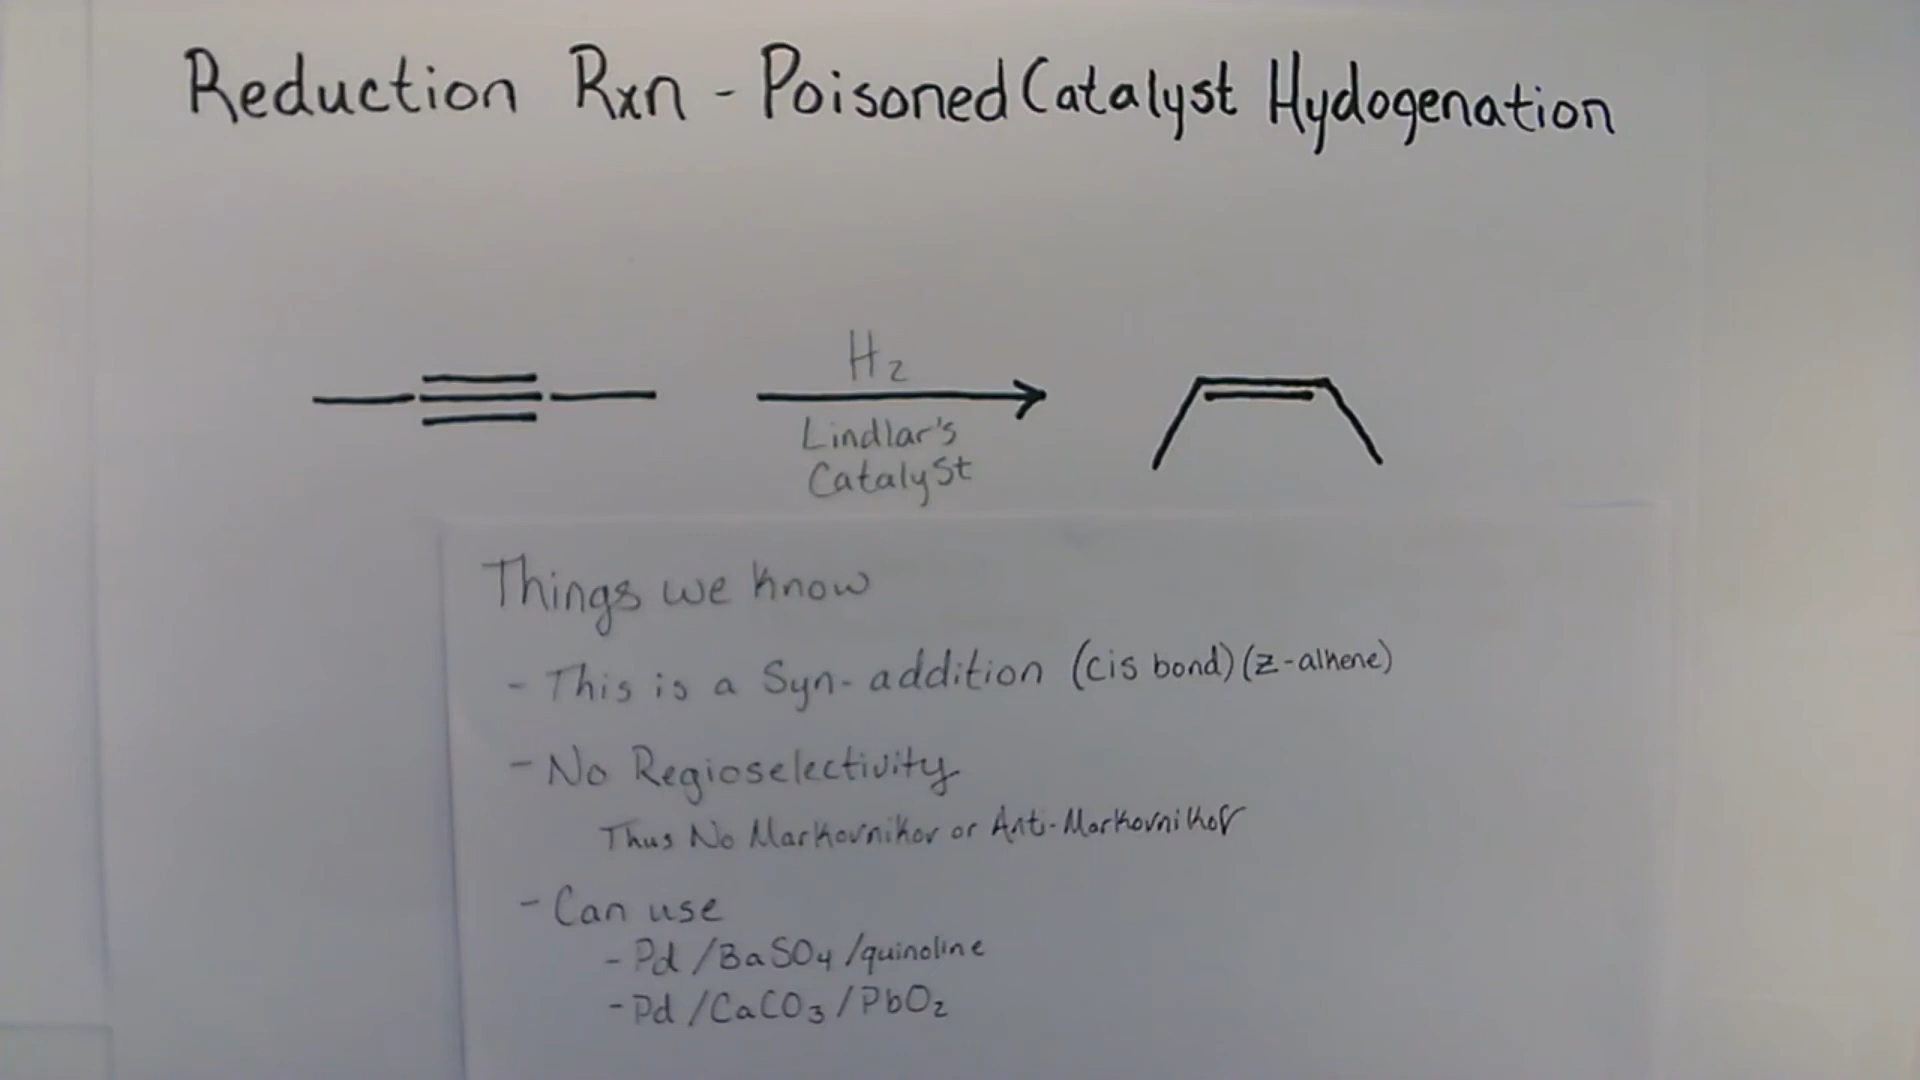 Reduction Rxn - Poisoned Catalyst Hydogenation
H₂
Lindlar's
Catalyst
Things we know
- This is a Syn-addition (cis bond) (z-alkene)
- No Regioselectivity
Thus No Markovnikov or Anti-Markovnikov
- Can use
- Pd/BaSO₄/quinoline
- Pd/CaCO₃/PbO₂